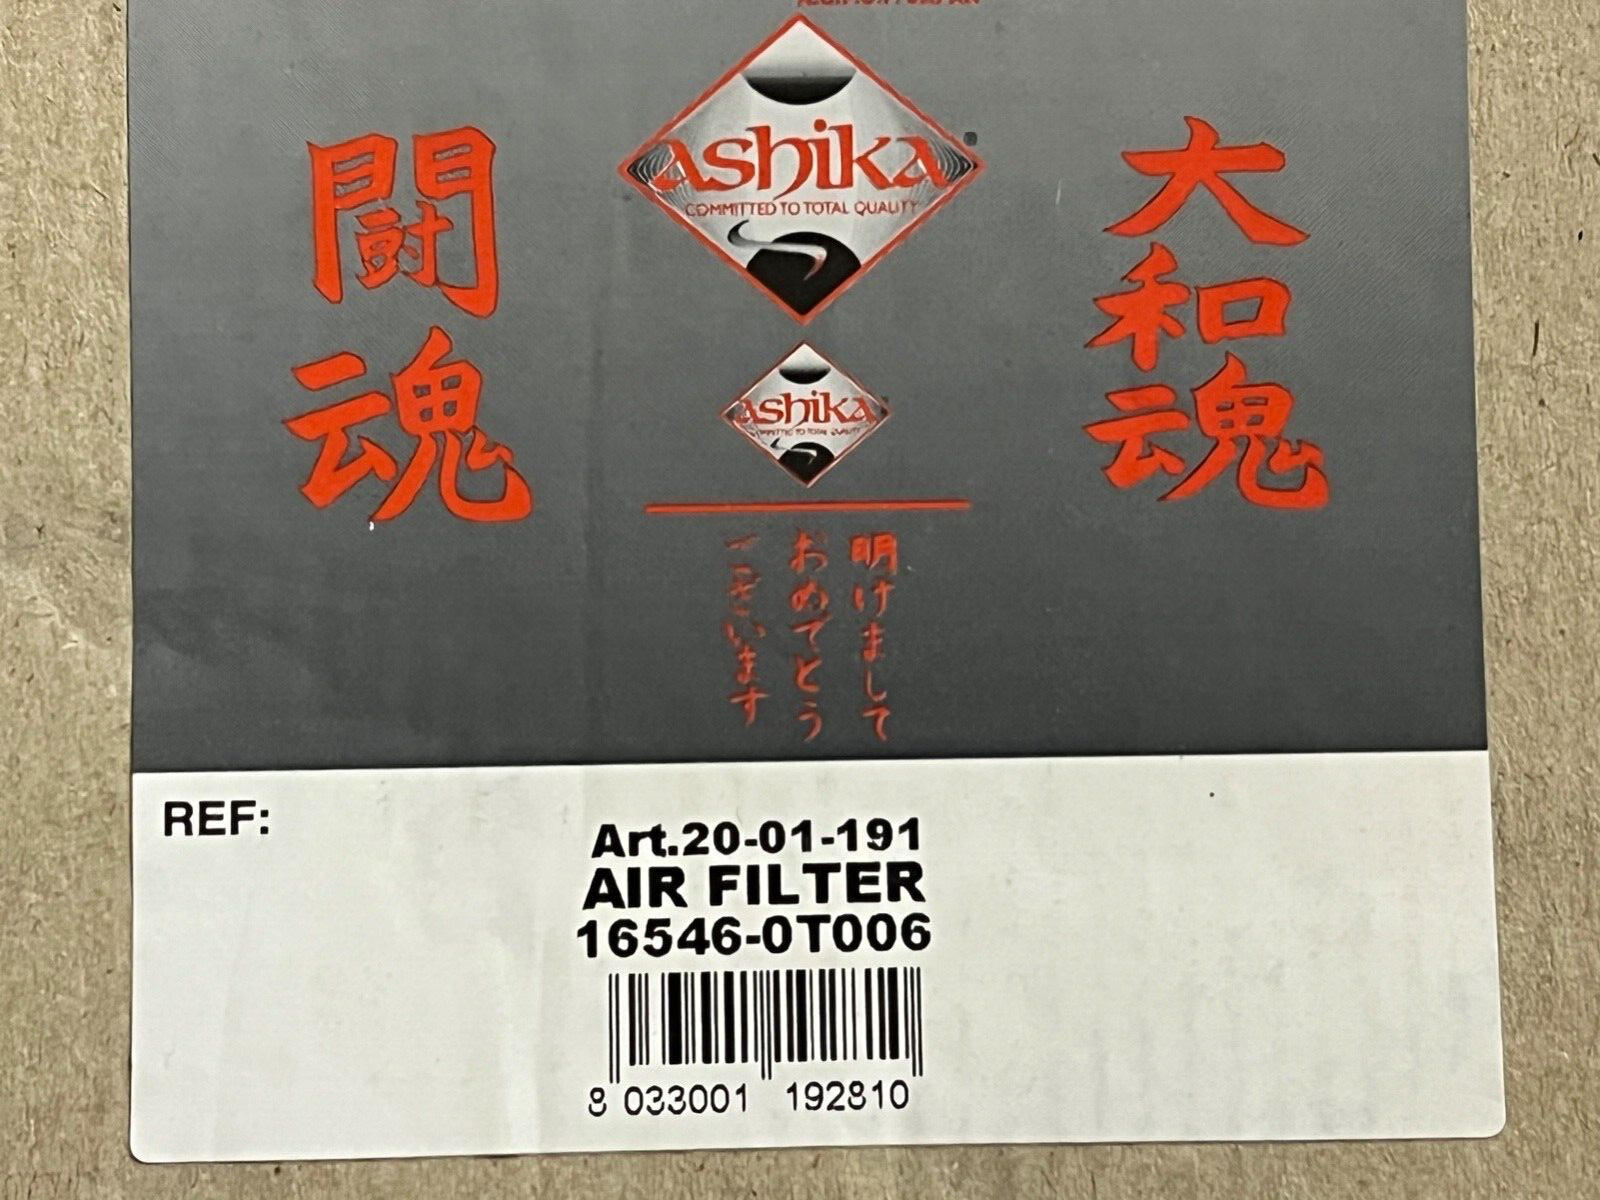 ashika
COMMITTED TO TOTAL QUALITY
闘魂
大和魂
ashika
明けまして
おめでとう
ございます
REF:
Art.20-01-191
AIR FILTER
16546-0T006
8 033001 192810